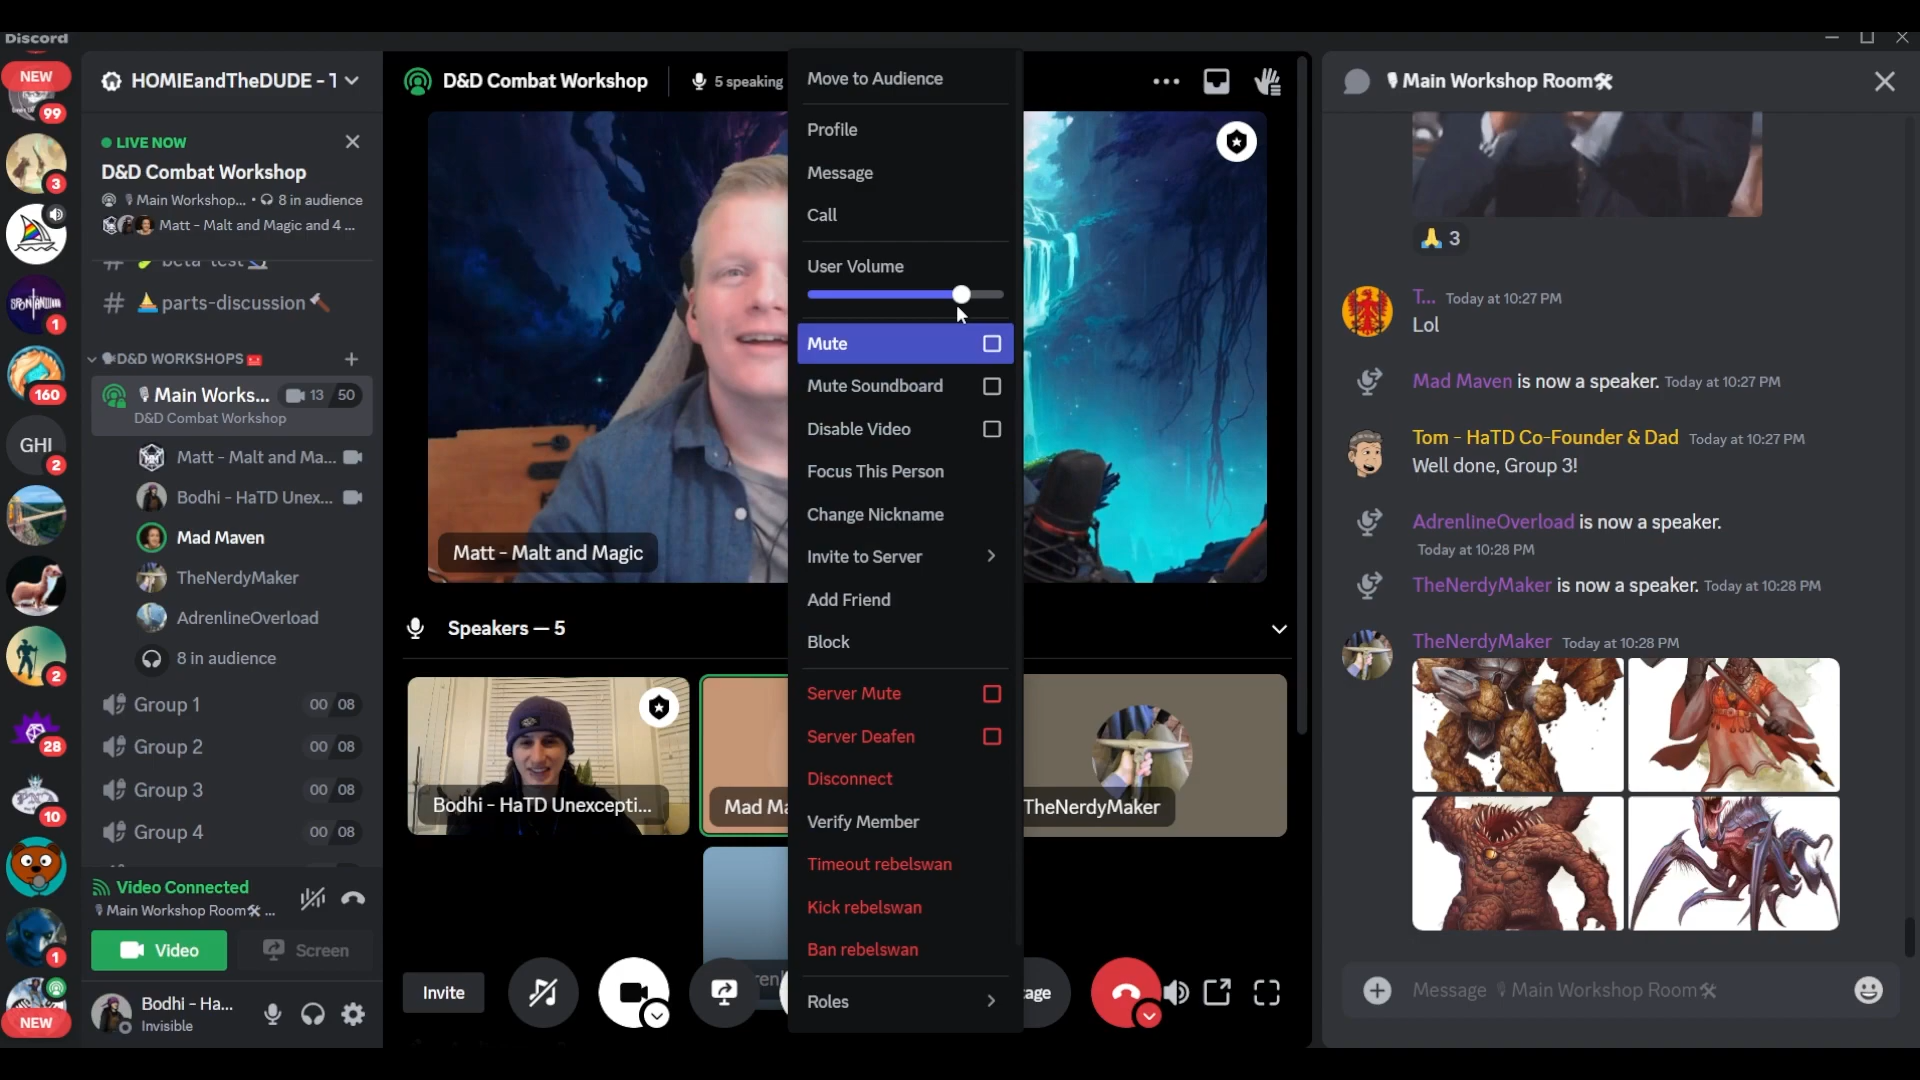 Discord
NEW
99
3
1
160
GHI
2
2
28
10
1
NEW
HOMIEandTheDUDE - 1
LIVE NOW
D&D Combat Workshop
🎙Main Workshop... • 8 in audience
Matt - Malt and Magic and 4 ...
parts-discussion
D&D WORKSHOPS
Main Works... 13 50
D&D Combat Workshop
Matt - Malt and Ma...
Bodhi - HaTD Unex...
Mad Maven
TheNerdyMaker
AdrenlineOverload
8 in audience
Group 1 00 08
Group 2 00 08
Group 3 00 08
Group 4 00 08
Video Connected
Main Workshop Room🛠 ...
Video Screen
Bodhi - Ha...
Invisible
D&D Combat Workshop 5 speaking
Matt - Malt and Magic
Speakers — 5
Bodhi - HaTD Unexcepti...
Mad Ma
TheNerdyMaker
Invite
Move to Audience
Profile
Message
Call
User Volume
Mute
Mute Soundboard
Disable Video
Focus This Person
Change Nickname
Invite to Server
Add Friend
Block
Server Mute
Server Deafen
Disconnect
Verify Member
Timeout rebelswan
Kick rebelswan
Ban rebelswan
Roles
🎙Main Workshop Room🛠
🙏 3
T... Today at 10:27 PM
Lol
Mad Maven is now a speaker. Today at 10:27 PM
Tom - HaTD Co-Founder & Dad Today at 10:27 PM
Well done, Group 3!
AdrenlineOverload is now a speaker.
Today at 10:28 PM
TheNerdyMaker is now a speaker. Today at 10:28 PM
TheNerdyMaker Today at 10:28 PM
Message 🎙Main Workshop Room🛠